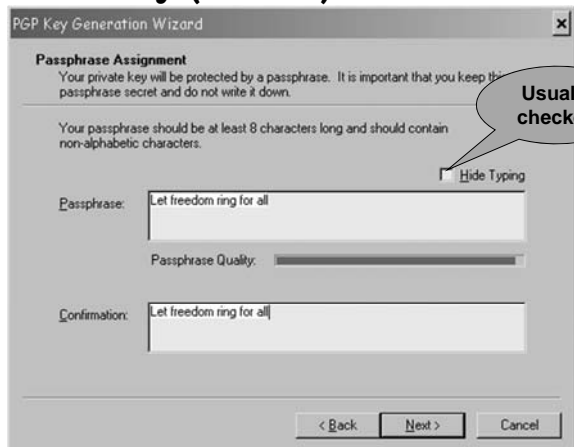 PGP Key Generation Wizard
Passphrase Assignment
Your private key will be protected by a passphrase. It is important that you keep this
passphrase secret and do not write it down.
Your passphrase should be at least 8 characters long and should contain
non-alphabetic characters.
Hide Typing
Passphrase:
Let freedom ring for all
Passphrase Quality:
Confirmation:
Let freedom ring for all
< Back
Next >
Cancel